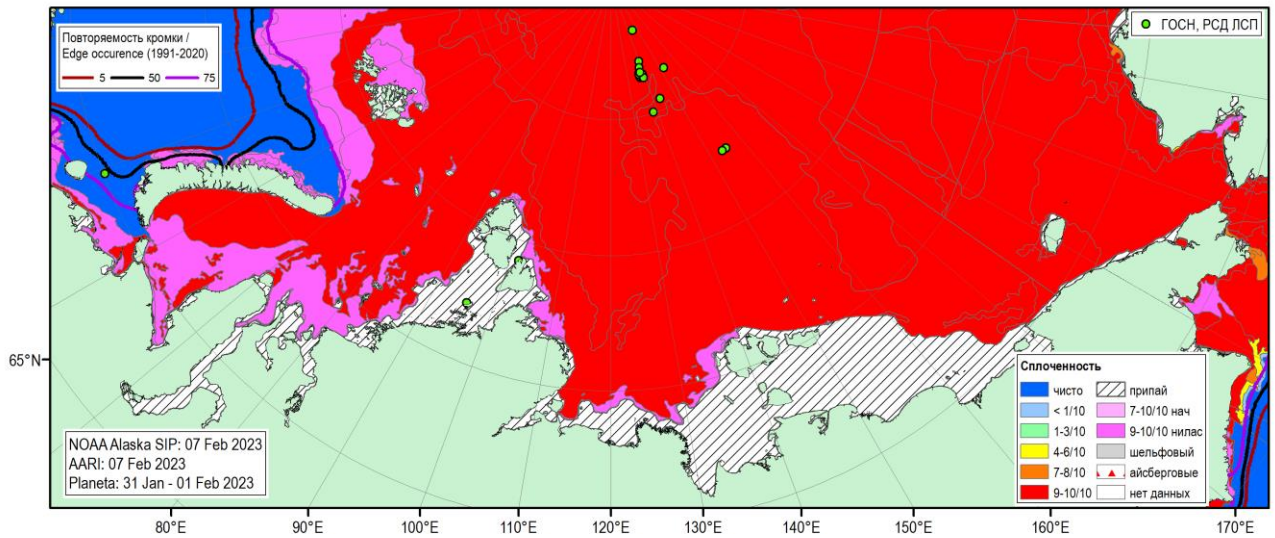 Повторяемость кромки /
Edge occurence (1991-2020)
5 50 75
ГОСН, РСД ЛСП
65°N
NOAA Alaska SIP: 07 Feb 2023
AARI: 07 Feb 2023
Planeta: 31 Jan - 01 Feb 2023
Сплоченность
чисто припай
< 1/10 7-10/10 нач
1-3/10 9-10/10 нилас
4-6/10 шельфовый
7-8/10 айсберговые
9-10/10 нет данных
80°E 90°E 100°E 110°E 120°E 130°E 140°E 150°E 160°E 170°E